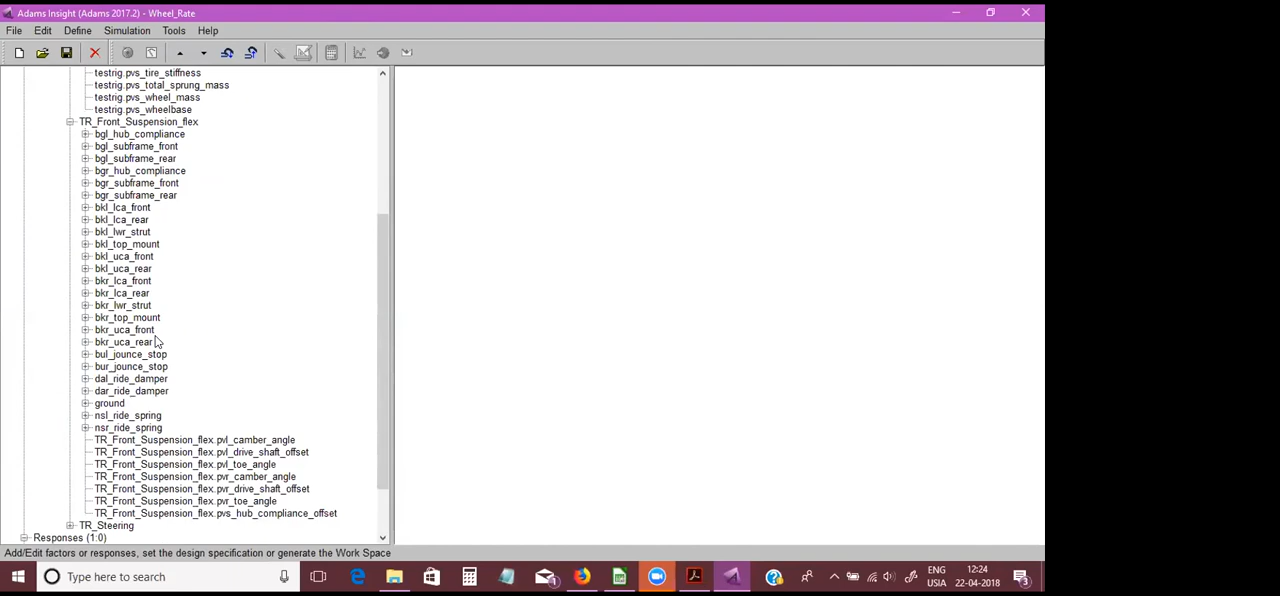 Adams Insight (Adams 2017.2) - Wheel_Rate
File Edit Define Simulation Tools Help
testrig.pvs_tire_stiffness
testrig.pvs_total_sprung_mass
testrig.pvs_wheel_mass
testrig.pvs_wheelbase
TR_Front_Suspension_flex
bgl_hub_compliance
bgl_subframe_front
bgl_subframe_rear
bgr_hub_compliance
bgr_subframe_front
bgr_subframe_rear
bkl_lca_front
bkl_lca_rear
bkl_lwr_strut
bkl_top_mount
bkl_uca_front
bkl_uca_rear
bkr_lca_front
bkr_lca_rear
bkr_lwr_strut
bkr_top_mount
bkr_uca_front
bkr_uca_rear
bul_jounce_stop
bur_jounce_stop
dal_ride_damper
dar_ride_damper
ground
nsl_ride_spring
nsr_ride_spring
TR_Front_Suspension_flex.pvl_camber_angle
TR_Front_Suspension_flex.pvl_drive_shaft_offset
TR_Front_Suspension_flex.pvl_toe_angle
TR_Front_Suspension_flex.pvr_camber_angle
TR_Front_Suspension_flex.pvr_drive_shaft_offset
TR_Front_Suspension_flex.pvr_toe_angle
TR_Front_Suspension_flex.pvs_hub_compliance_offset
TR_Steering
Responses (1:0)
Add/Edit factors or responses, set the design specification or generate the Work Space
Type here to search
ENG
USIA
12:24
22-04-2018